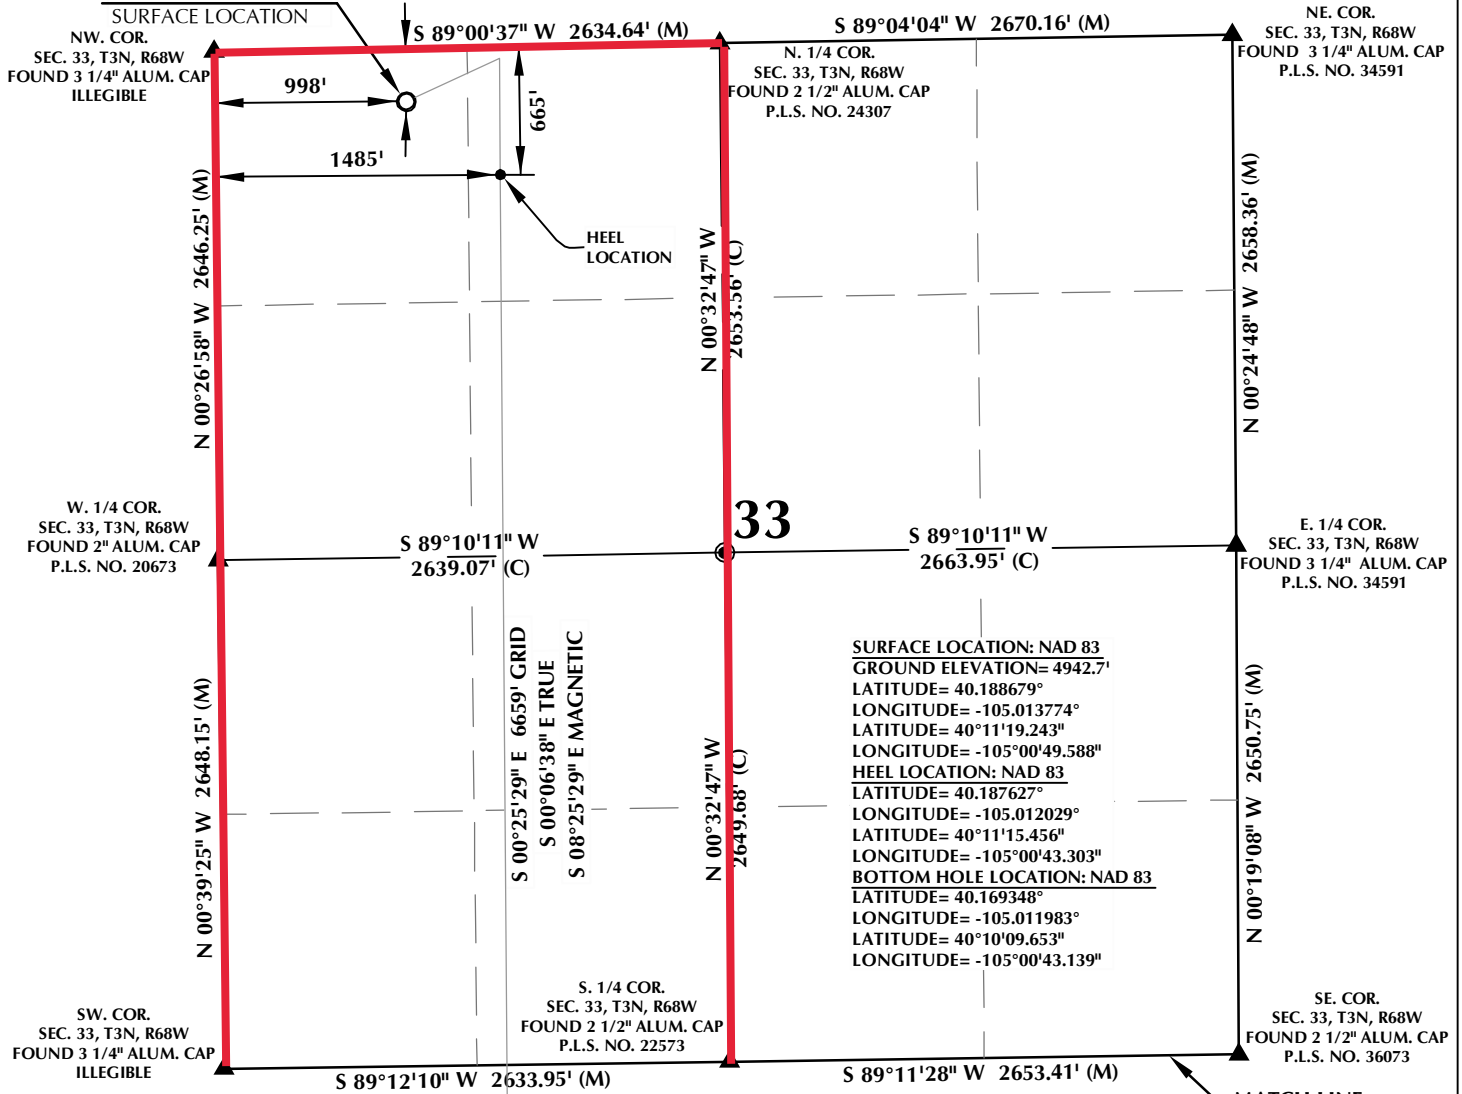 SURFACE LOCATION
NW. COR.
SEC. 33, T3N, R68W
FOUND 3 1/4" ALUM. CAP
ILLEGIBLE
S 89°00'37" W 2634.64' (M)
S 89°04'04" W 2670.16' (M)
NE. COR.
SEC. 33, T3N, R68W
FOUND 3 1/4" ALUM. CAP
P.L.S. NO. 34591
N. 1/4 COR.
SEC. 33, T3N, R68W
FOUND 2 1/2" ALUM. CAP
P.L.S. NO. 24307
998'
665'
1485'
HEEL
LOCATION
N 00°26'58" W 2646.25' (M)
N 00°32'47" W
2653.56' (C)
N 00°24'48" W 2658.36' (M)
W. 1/4 COR.
SEC. 33, T3N, R68W
FOUND 2" ALUM. CAP
P.L.S. NO. 20673
S 89°10'11" W
2639.07' (C)
33
S 89°10'11" W
2663.95' (C)
E. 1/4 COR.
SEC. 33, T3N, R68W
FOUND 3 1/4" ALUM. CAP
P.L.S. NO. 34591
N 00°39'25" W 2648.15' (M)
S 00°25'29" E 6659' GRID
S 00°06'38" E TRUE
S 08°25'29" E MAGNETIC
N 00°32'47" W
2649.68' (C)
SURFACE LOCATION: NAD 83
GROUND ELEVATION= 4942.7'
LATITUDE= 40.188679°
LONGITUDE= -105.013774°
LATITUDE= 40°11'19.243"
LONGITUDE= -105°00'49.588"
HEEL LOCATION: NAD 83
LATITUDE= 40.187627°
LONGITUDE= -105.012029°
LATITUDE= 40°11'15.456"
LONGITUDE= -105°00'43.303"
BOTTOM HOLE LOCATION: NAD 83
LATITUDE= 40.169348°
LONGITUDE= -105.011983°
LATITUDE= 40°10'09.653"
LONGITUDE= -105°00'43.139"
N 00°19'08" W 2650.75' (M)
SW. COR.
SEC. 33, T3N, R68W
FOUND 3 1/4" ALUM. CAP
ILLEGIBLE
S. 1/4 COR.
SEC. 33, T3N, R68W
FOUND 2 1/2" ALUM. CAP
P.L.S. NO. 22573
SE. COR.
SEC. 33, T3N, R68W
FOUND 2 1/2" ALUM. CAP
P.L.S. NO. 36073
S 89°12'10" W 2633.95' (M)
S 89°11'28" W 2653.41' (M)
MATCH LINE